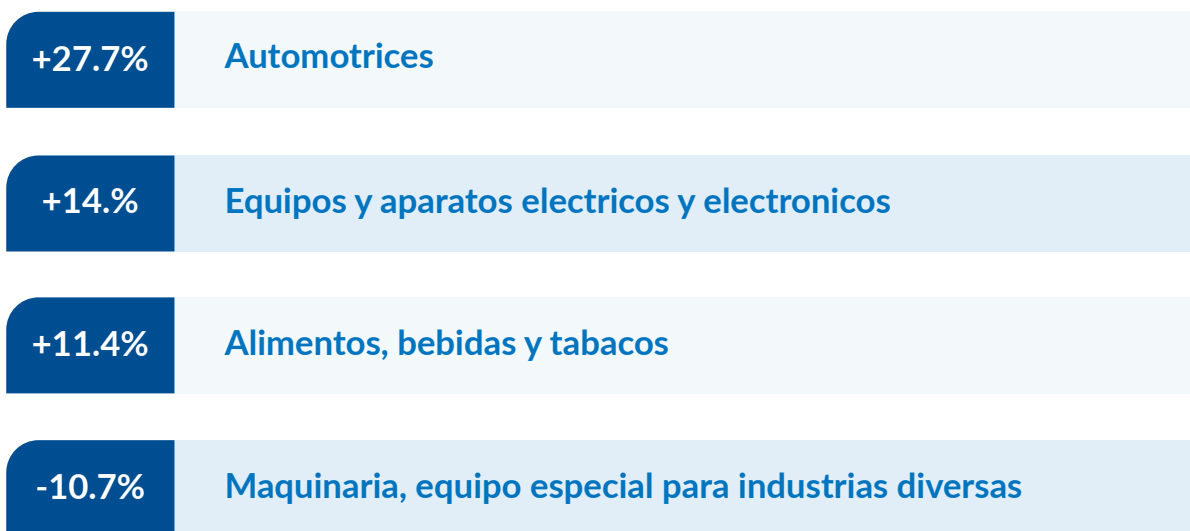 +27.7% Automotrices
+14.% Equipos y aparatos electricos y electronicos
+11.4% Alimentos, bebidas y tabacos
-10.7% Maquinaria, equipo especial para industrias diversas